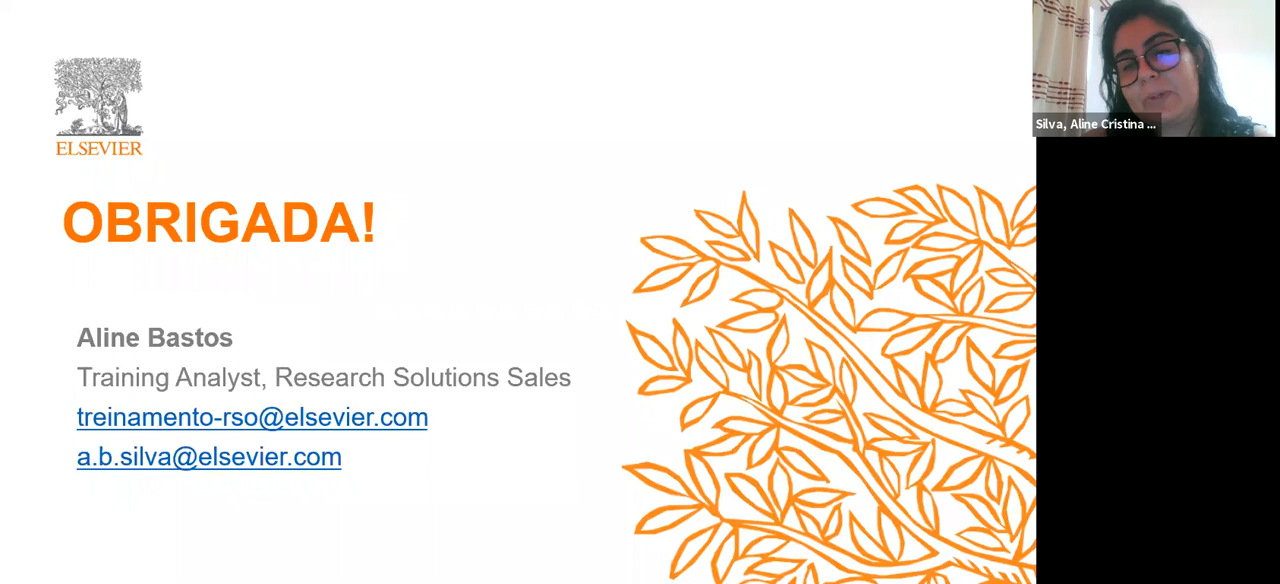 ELSEVIER
OBRIGADA!
Aline Bastos
Training Analyst, Research Solutions Sales
treinamento-rso@elsevier.com
a.b.silva@elsevier.com
Silva, Aline Cristina ...